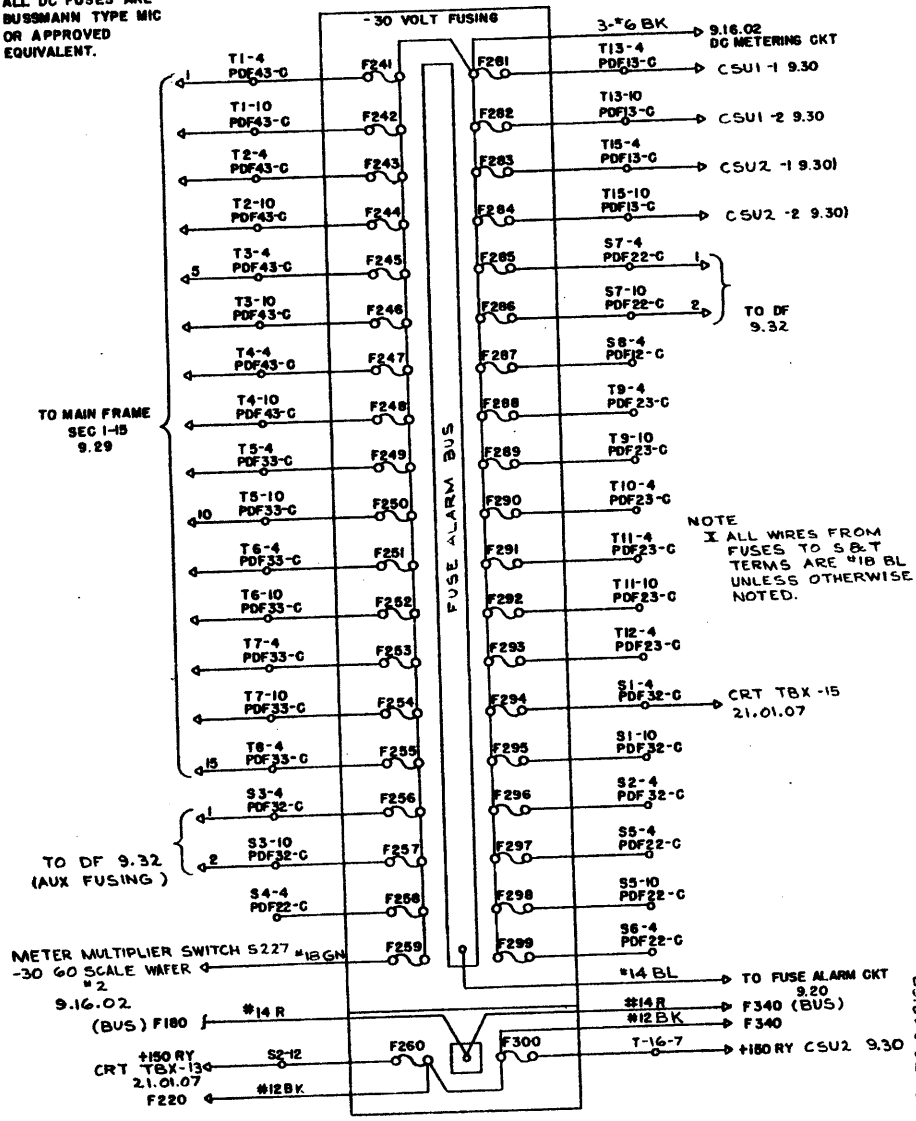 ALL DC FUSES ARE
BUSSMANN TYPE MIC
OR APPROVED
EQUIVALENT.
-30 VOLT FUSING
3-#6 BK
9.16.02
DC METERING CKT
1
T1-4
PDF43-C
F241
T1-10
PDF43-C
F242
T2-4
PDF43-C
F243
T2-10
PDF43-C
F244
5
T3-4
PDF43-C
F245
T3-10
PDF43-C
F246
T4-4
PDF43-C
F247
T4-10
PDF43-C
F248
T5-4
PDF33-C
F249
10
T5-10
PDF33-C
F250
T6-4
PDF33-C
F251
T6-10
PDF33-C
F252
T7-4
PDF33-C
F253
T7-10
PDF33-C
F254
15
T8-4
PDF33-C
F255
TO MAIN FRAME
SEC 1-15
9.29
1
S3-4
PDF32-C
F256
2
S3-10
PDF32-C
F257
TO DF 9.32
(AUX FUSING)
S4-4
PDF22-C
F258
METER MULTIPLIER SWITCH S227 #18GN
F259
-30 60 SCALE WAFER
#2
9.16.02
(BUS) F180
#14 R
+150 RY
CRT TBX-13
21.01.07
S2-12
F260
F220
#12BK
FUSE ALARM BUS
F281
T13-4
PDF13-C
CSU1 -1 9.30
F282
T13-10
PDF13-C
CSU1 -2 9.30
F283
T15-4
PDF13-C
CSU2 -1 9.30)
F284
T15-10
PDF13-C
CSU2 -2 9.30)
F285
S7-4
PDF22-C
1
F286
S7-10
PDF22-C
2
TO DF
9.32
F287
S8-4
PDF12-C
F288
T9-4
PDF23-C
F289
T9-10
PDF23-C
F290
T10-4
PDF23-C
F291
T11-4
PDF23-C
F292
T11-10
PDF23-C
F293
T12-4
PDF23-C
NOTE
I ALL WIRES FROM
FUSES TO S&T
TERMS ARE #18 BL
UNLESS OTHERWISE
NOTED.
F294
S1-4
PDF32-C
CRT TBX -15
21.01.07
F295
S1-10
PDF32-C
F296
S2-4
PDF32-C
F297
S5-4
PDF22-C
F298
S5-10
PDF22-C
F299
S6-4
PDF22-C
#14 BL
TO FUSE ALARM CKT
9.20
#14 R
F340 (BUS)
#12BK
F340
F300
T-16-7
+150 RY CSU2 9.30